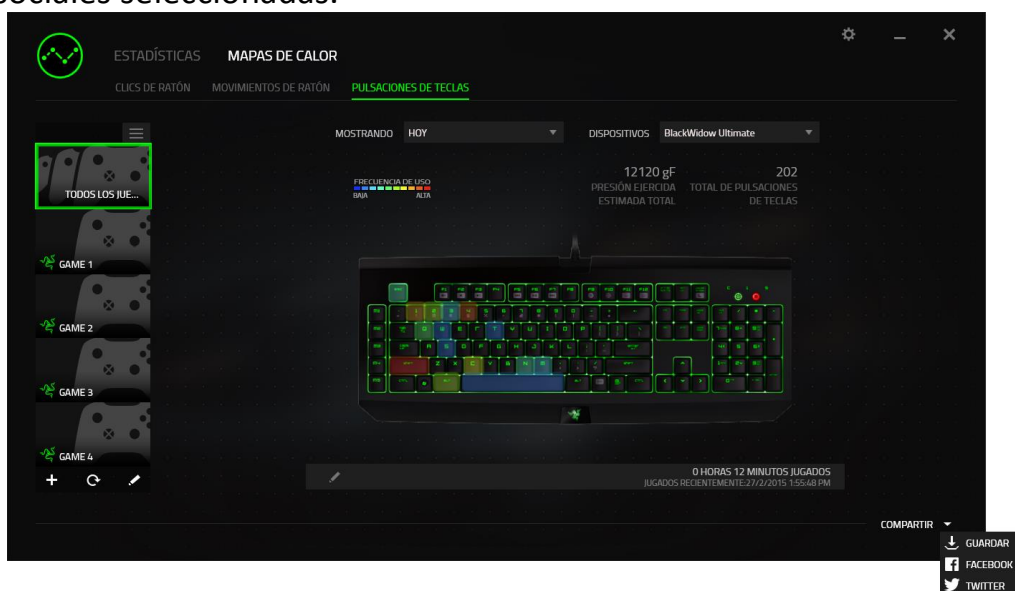 sociales seleccionadas.
ESTADÍSTICAS MAPAS DE CALOR
CLICS DE RATÓN MOVIMIENTOS DE RATÓN PULSACIONES DE TECLAS
MOSTRANDO HOY DISPOSITIVOS BlackWidow Ultimate
TODOS LOS JUE...
FRECUENCIA DE USO
BAJA ALTA
12120 gF
PRESIÓN EJERCIDA
ESTIMADA TOTAL
202
TOTAL DE PULSACIONES
DE TECLAS
GAME 1
GAME 2
GAME 3
GAME 4
0 HORAS 12 MINUTOS JUGADOS
JUGADOS RECIENTEMENTE:27/2/2015 1:55:48 PM
COMPARTIR
GUARDAR
FACEBOOK
TWITTER